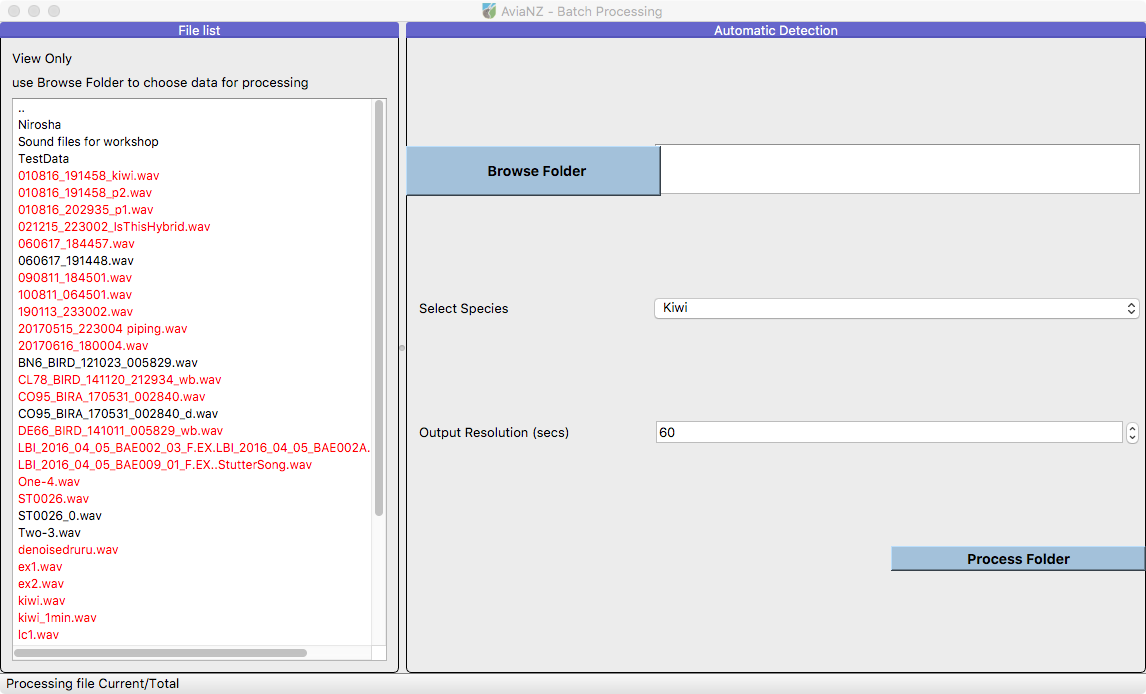 AviaNZ - Batch Processing
File list
View Only
use Browse Folder to choose data for processing
..
Nirosha
Sound files for workshop
TestData
010816_191458_kiwi.wav
010816_191458_p2.wav
010816_202935_p1.wav
021215_223002_IsThisHybrid.wav
060617_184457.wav
060617_191448.wav
090811_184501.wav
100811_064501.wav
190113_233002.wav
20170515_223004 piping.wav
20170616_180004.wav
BN6_BIRD_121023_005829.wav
CL78_BIRD_141120_212934_wb.wav
CO95_BIRA_170531_002840.wav
CO95_BIRA_170531_002840_d.wav
DE66_BIRD_141011_005829_wb.wav
LBI_2016_04_05_BAE002_03_F.EX.LBI_2016_04_05_BAE002A.
LBI_2016_04_05_BAE009_01_F.EX..StutterSong.wav
One-4.wav
ST0026.wav
ST0026_0.wav
Two-3.wav
denoisedruru.wav
ex1.wav
ex2.wav
kiwi.wav
kiwi_1min.wav
lc1.wav
Automatic Detection
Browse Folder
Select Species
Kiwi
Output Resolution (secs)
60
Process Folder
Processing file Current/Total